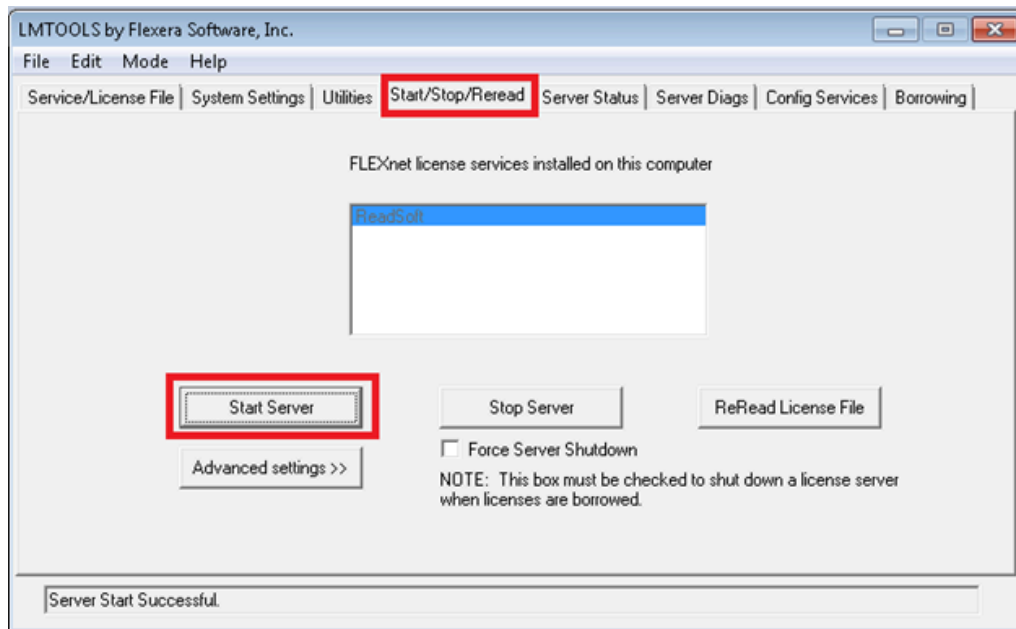 LMTOOLS by Flexera Software, Inc.
File Edit Mode Help
Service/License File System Settings Utilities Start/Stop/Reread Server Status Server Diags Config Services Borrowing
FLEXnet license services installed on this computer
ReadSoft
Start Server Stop Server ReRead License File
Force Server Shutdown
Advanced settings >>
NOTE: This box must be checked to shut down a license server
when licenses are borrowed.
Server Start Successful.